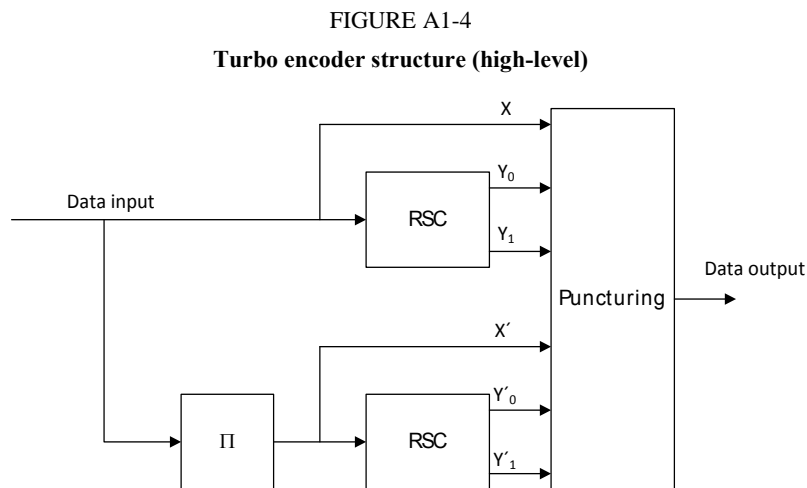 FIGURE A1-4
Turbo encoder structure (high-level)
X
Data input
RSC
Y₀
Y₁
Puncturing
Data output
X´
Π
RSC
Y´₀
Y´₁